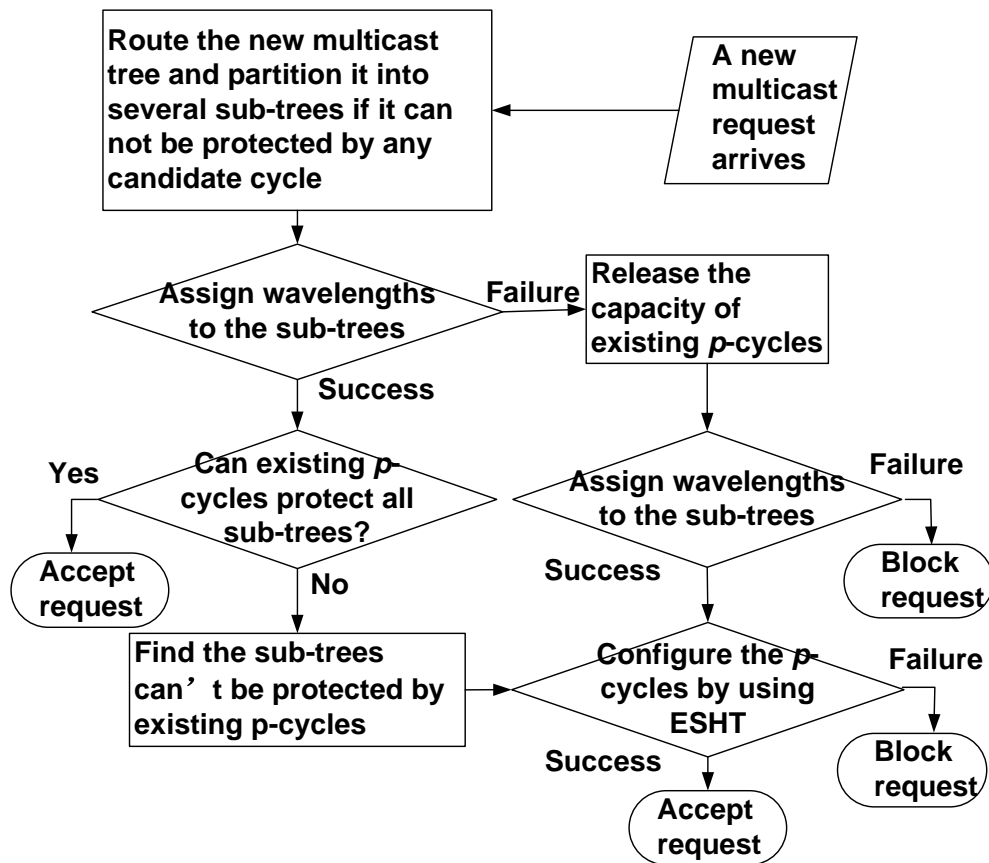 Route the new multicast
tree and partition it into
several sub-trees if it can
not be protected by any
candidate cycle
A new
multicast
request
arrives
Assign wavelengths
to the sub-trees
Failure
Release the
capacity of
existing p-cycles
Success
Yes
Can existing p-
cycles protect all
sub-trees?
Assign wavelengths
to the sub-trees
Failure
Accept
request
No
Success
Block
request
Find the sub-trees
can’t be protected by
existing p-cycles
Configure the p-
cycles by using
ESHT
Failure
Success
Block
request
Accept
request